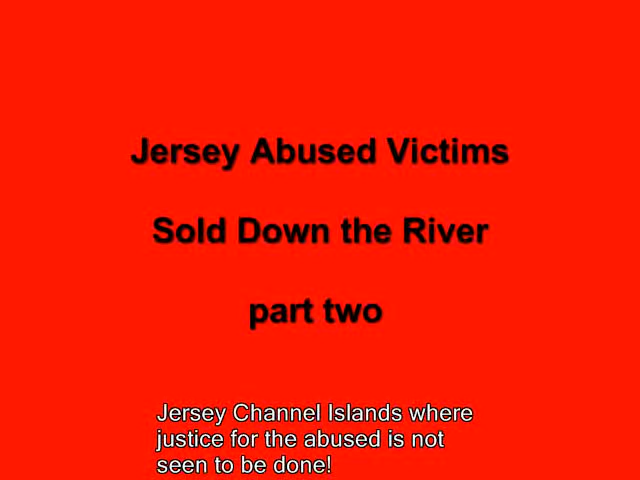 Jersey Abused Victims
Sold Down the River
part two
Jersey Channel Islands where
justice for the abused is not
seen to be done!